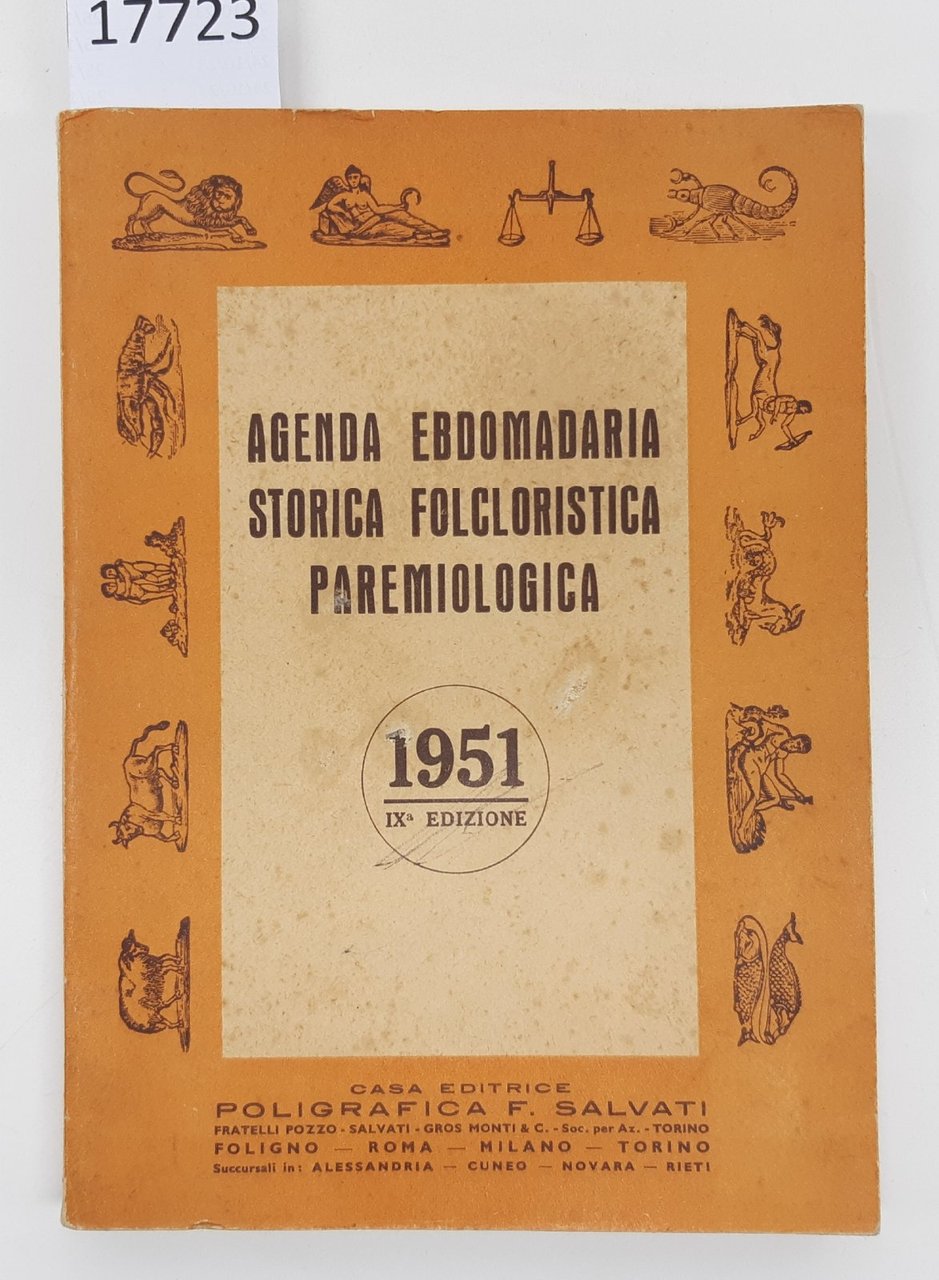 17723
AGENDA EBDOMADARIA
STORICA FOLCLORISTICA
PAREMIOLOGICA
1951
IXª EDIZIONE
CASA EDITRICE
POLIGRAFICA F. SALVATI
FRATELLI POZZO - SALVATI - GROS MONTI & C. - Soc. per Az. - TORINO
FOLIGNO — ROMA — MILANO — TORINO
Succursali in: ALESSANDRIA — CUNEO — NOVARA — RIETI